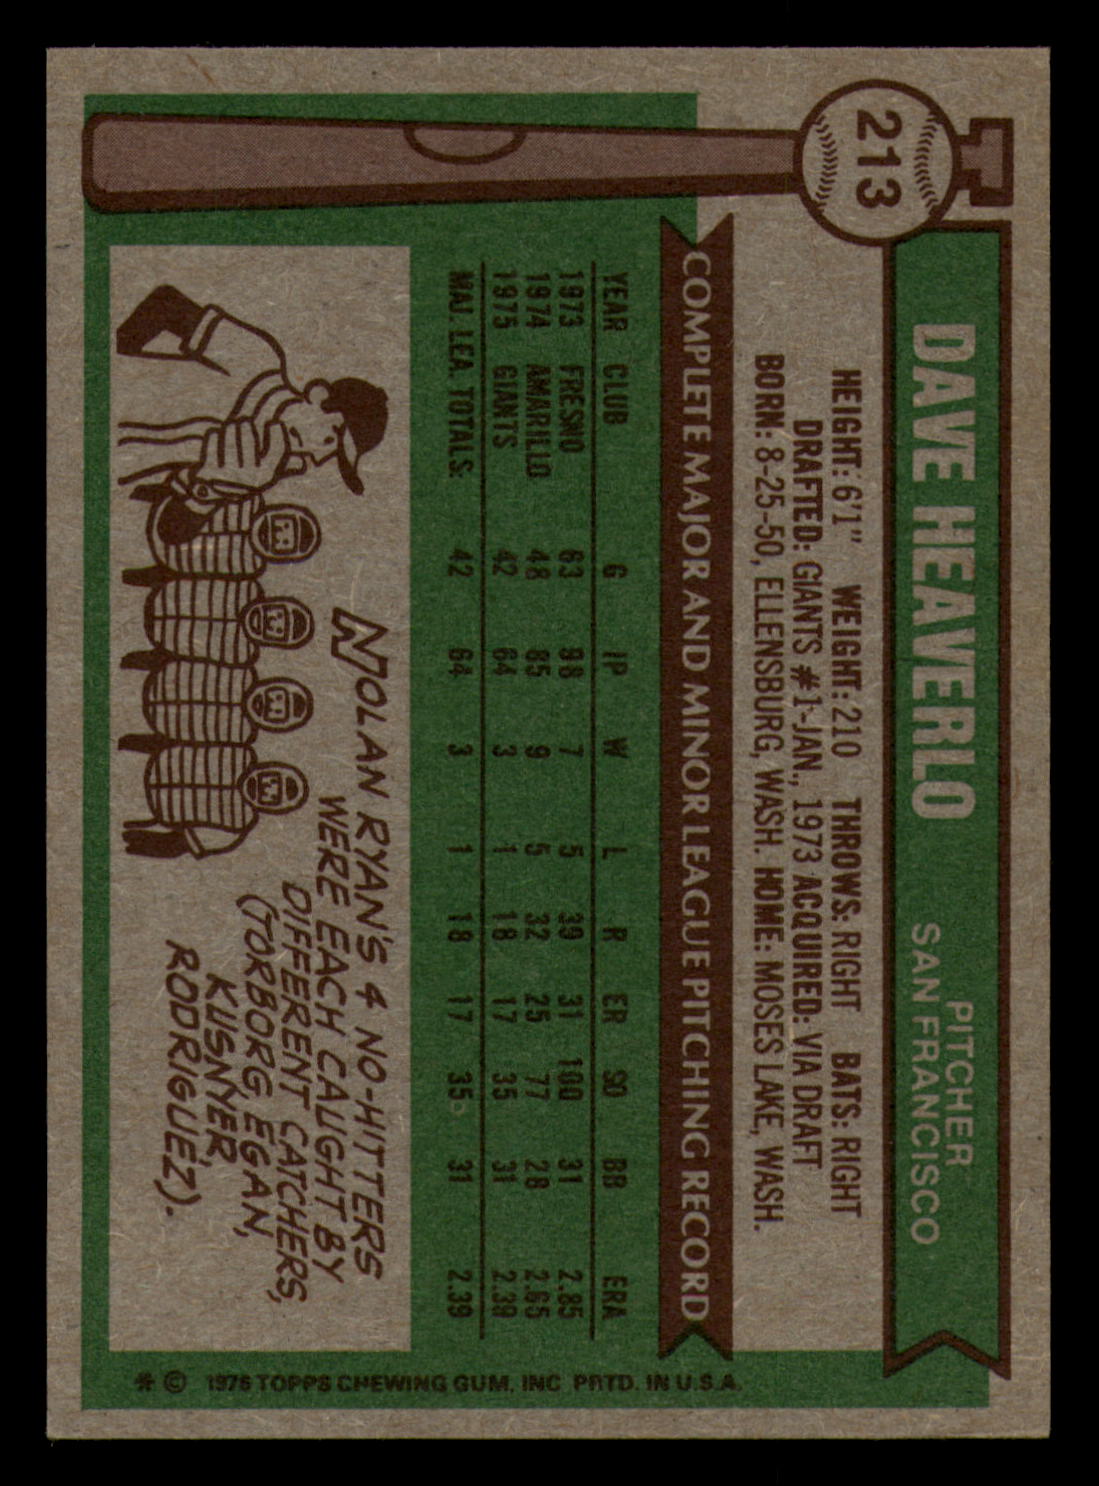 213
DAVE HEAVERLO
PITCHER
SAN FRANCISCO
HEIGHT: 6'1" WEIGHT: 210 THROWS: RIGHT BATS: RIGHT
DRAFTED: GIANTS #1-JAN., 1973 ACQUIRED: VIA DRAFT
BORN: 8-25-50, ELLENSBURG, WASH. HOME: MOSES LAKE, WASH.
COMPLETE MAJOR AND MINOR LEAGUE PITCHING RECORD
YEAR CLUB G IP W L R ER SO BB ERA
1973 FRESNO 63 98 7 5 39 31 100 31 2.85
1974 AMARILLO 48 85 9 5 32 25 77 28 2.65
1975 GIANTS 42 64 3 1 18 17 35 31 2.39
MAJ. LEA. TOTALS 42 64 3 1 18 17 35 31 2.39
NOLAN RYAN'S 4 NO-HITTERS
WERE EACH CAUGHT BY
DIFFERENT CATCHERS,
(TORBORG, EGAN,
KUSNYER
RODRIGUEZ).
* © 1976 TOPPS CHEWING GUM, INC PRTD. IN U.S.A.